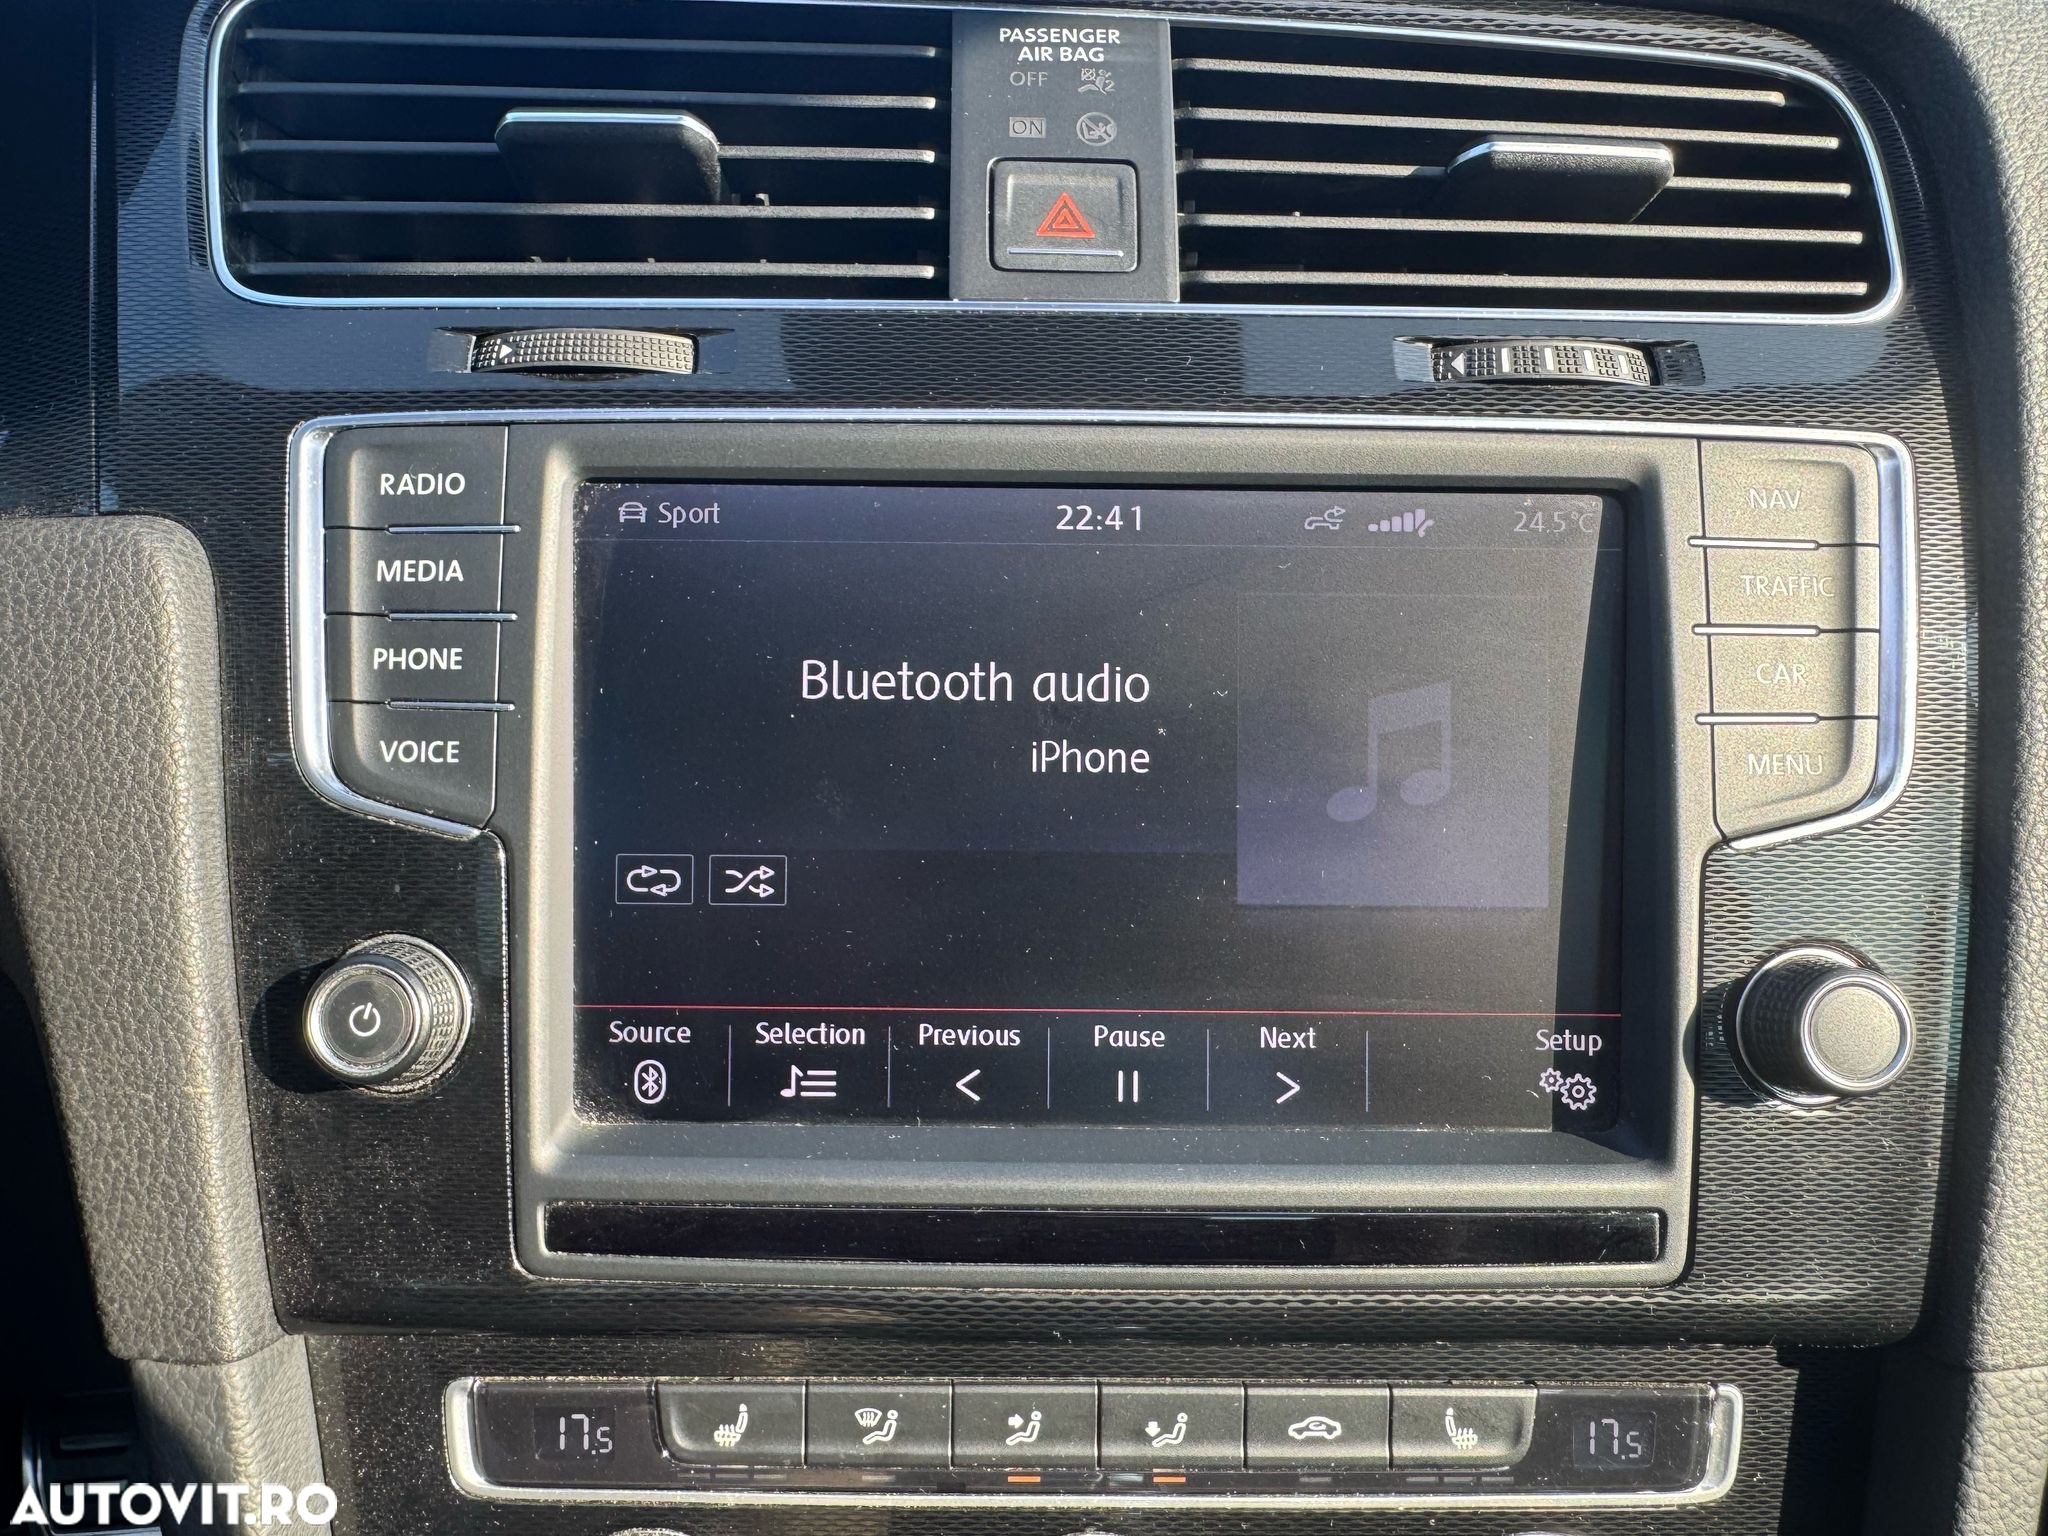 PASSENGER
AIR BAG
OFF
2
ON
RADIO
MEDIA
PHONE
VOICE
Sport
22:41
24.5°C
Bluetooth audio
iPhone
Source
Selection
Previous
Pause
Next
Setup
NAV
TRAFFIC
CAR
MENU
17.5
17.5
AUTOVIT.RO